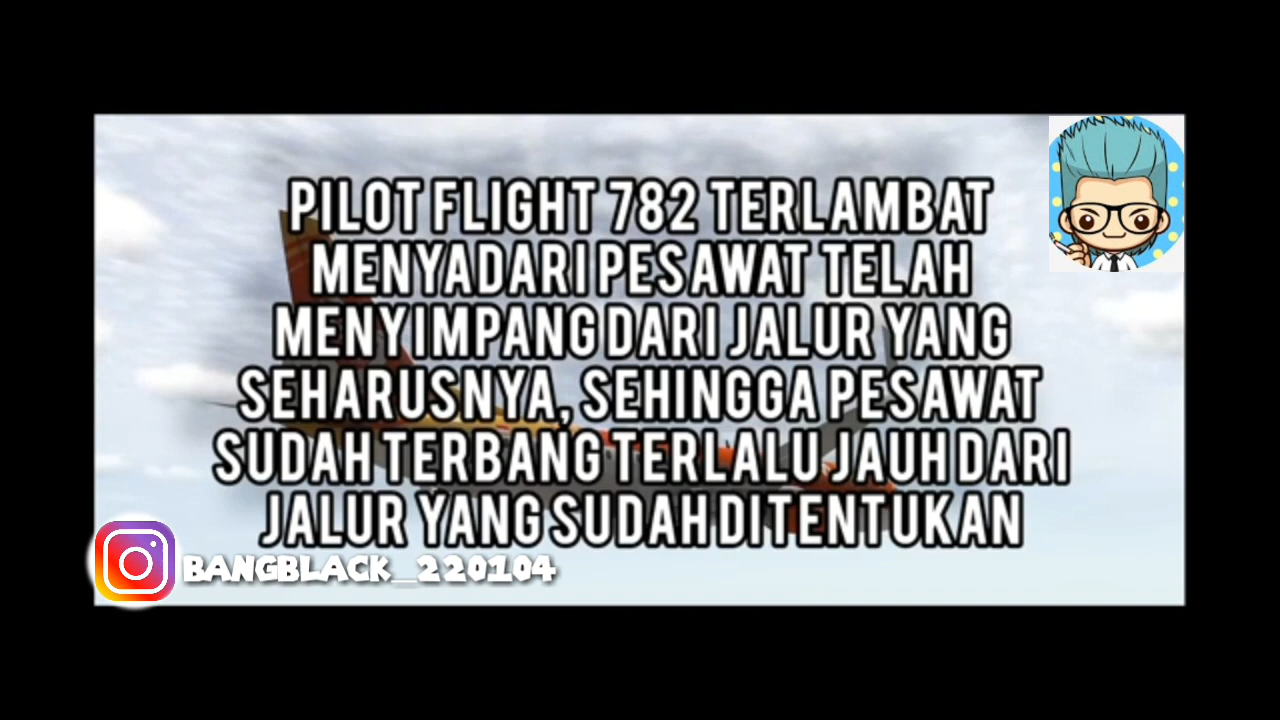 PILOT FLIGHT 782 TERLAMBAT
MENYADARI PESAWAT TELAH
MENYIMPANG DARI JALUR YANG
SEHARUSNYA, SEHINGGA PESAWAT
SUDAH TERBANG TERLALU JAUH DARI
JALUR YANG SUDAH DITENTUKAN
BANGBLACK_220104